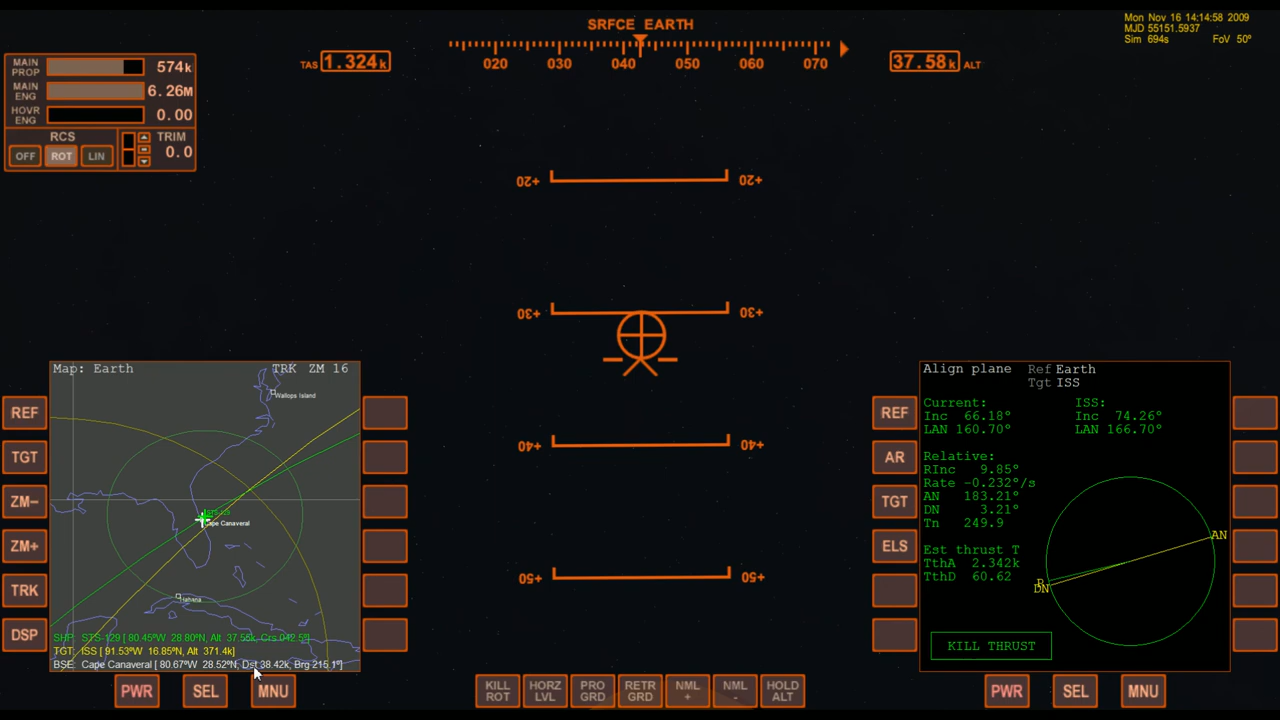 SRFCE EARTH
Mon Nov 16 14:14:58 2009
MJD 55151.5937
Sim 694s FoV 50°
MAIN PROP 574k
MAIN ENG 6.26M
HOVR ENG 0.00
RCS TRIM
OFF ROT LIN 0.0
TAS 1.324k
020 030 040 050 060 070
37.58k ALT
20+ 20+
30+ 30+
40+ 40+
50+ 50+
Map: Earth TRK ZM 16
Wallops Island
STS-129
Cape Canaveral
Habana
SHP: STS-129 [ 80.45°W 28.80°N, Alt 37.55k, Crs 042.5°]
TGT: ISS [ 91.53°W 16.85°N, Alt 371.4k]
BSE: Cape Canaveral [ 80.67°W 28.52°N, Dst 38.42k, Brg 215.1°]
REF
TGT
ZM-
ZM+
TRK
DSP
PWR SEL MNU
KILL ROT
HORZ LVL
PRO GRD
RETR GRD
NML +
NML -
HOLD ALT
Align plane Ref Earth
Tgt ISS
Current: ISS:
Inc 66.18° Inc 74.26°
LAN 160.70° LAN 166.70°
Relative:
RInc 9.85°
Rate -0.232°/s
AN 183.21°
DN 3.21°
Tn 249.9
Est thrust T
TthA 2.342k
TthD 60.62
AN
P
DN
KILL THRUST
REF
AR
TGT
ELS
PWR SEL MNU